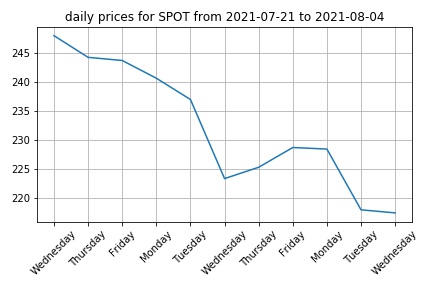 daily prices for SPOT from 2021-07-21 to 2021-08-04
245
240
235
230
225
220
Wednesday
Thursday
Friday
Monday
Tuesday
Wednesday
Thursday
Friday
Monday
Tuesday
Wednesday